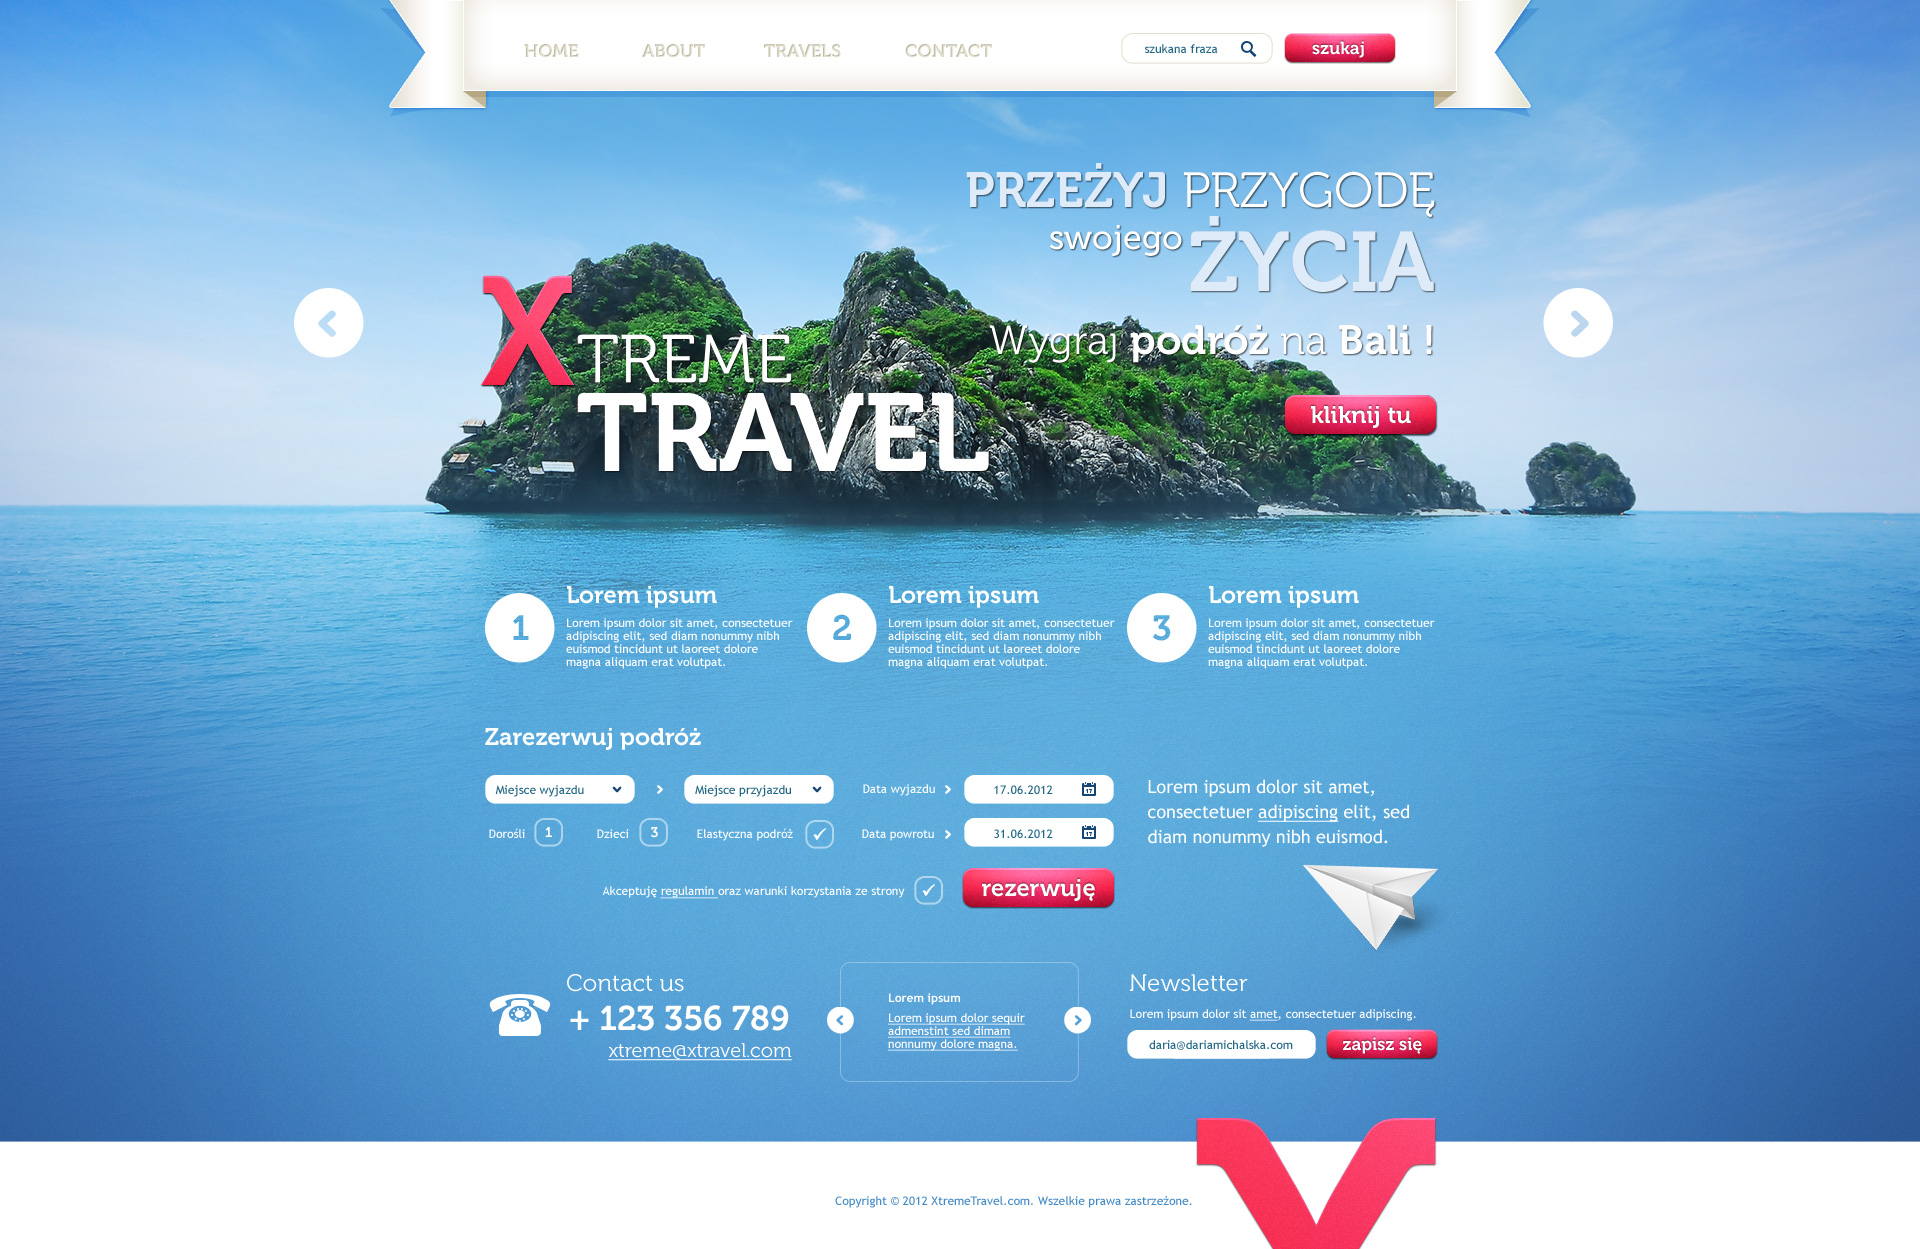 HOME ABOUT TRAVELS CONTACT szukana fraza szukaj
PRZEŻYJ PRZYGODĘ
swojego ŻYCIA
Wygraj podróż na Bali !
kliknij tu
XTREME
TRAVEL
1
Lorem ipsum
Lorem ipsum dolor sit amet, consectetuer
adipiscing elit, sed diam nonummy nibh
euismod tincidunt ut laoreet dolore
magna aliquam erat volutpat.
2
Lorem ipsum
Lorem ipsum dolor sit amet, consectetuer
adipiscing elit, sed diam nonummy nibh
euismod tincidunt ut laoreet dolore
magna aliquam erat volutpat.
3
Lorem ipsum
Lorem ipsum dolor sit amet, consectetuer
adipiscing elit, sed diam nonummy nibh
euismod tincidunt ut laoreet dolore
magna aliquam erat volutpat.
Zarezerwuj podróż
Miejsce wyjazdu Miejsce przyjazdu Data wyjazdu 17.06.2012 17
Dorośli 1 Dzieci 3 Elastyczna podróż Data powrotu 31.06.2012 17
Akceptuję regulamin oraz warunki korzystania ze strony rezerwuję
Lorem ipsum dolor sit amet,
consectetuer adipiscing elit, sed
diam nonummy nibh euismod.
Contact us
+ 123 356 789
xtreme@xtravel.com
Lorem ipsum
Lorem ipsum dolor sequir
admenstint sed dimam
nonnumy dolore magna.
Newsletter
Lorem ipsum dolor sit amet, consectetuer adipiscing.
daria@dariamichalska.com zapisz się
Copyright © 2012 XtremeTravel.com. Wszelkie prawa zastrzeżone.